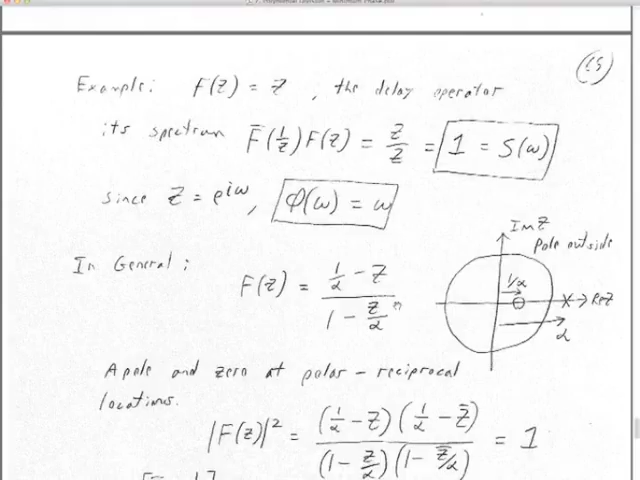 (15)
Example: F(Z) = Z , the delay operator
its spectrum F̄(1/Z)F(Z) = Z/Z = 1 = S(ω)
since Z = e^{iω}, φ(ω) = ω
Im Z
Pole outside
In General:
F(Z) = (1/α − Z)/(1 − Z/α)
1/α
Re Z
α
A pole and zero at polar-reciprocal
locations.
|F(Z)|² = (1/α − Z)(1/α − Z̄)/((1 − Z/α)(1 − Z̄/α)) = 1